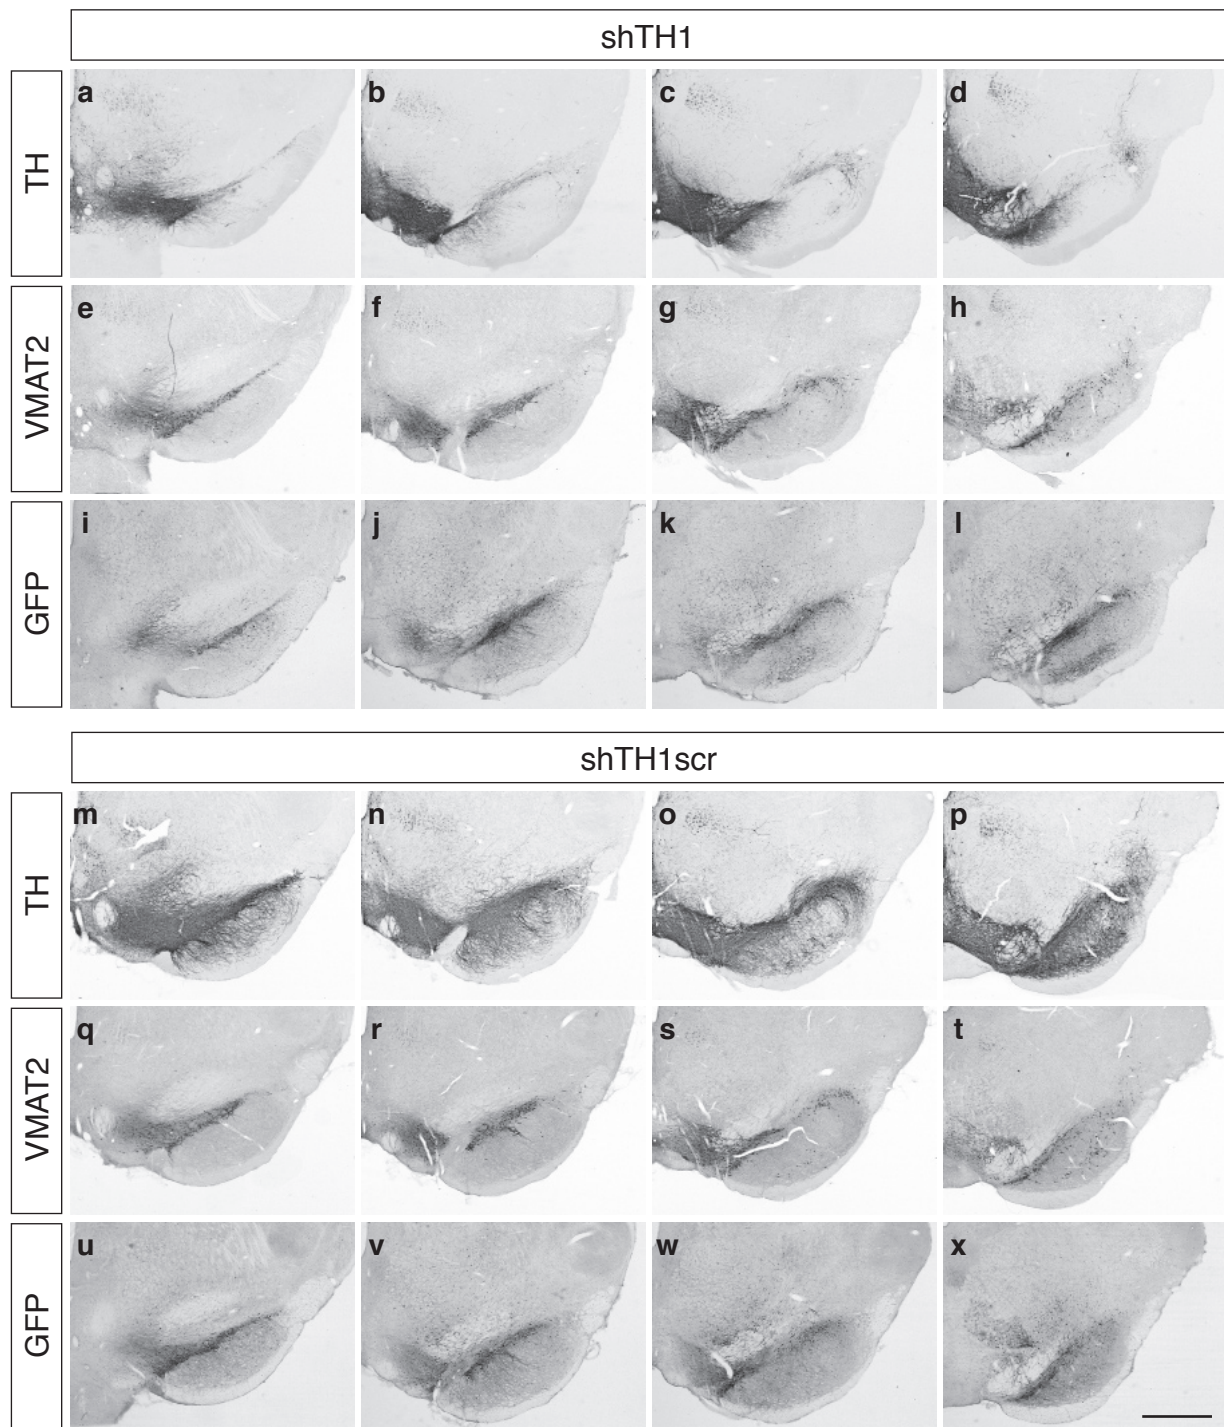 shTH1
TH
a b c d
VMAT2
e f g h
GFP
i j k l
shTH1scr
TH
m n o p
VMAT2
q r s t
GFP
u v w x